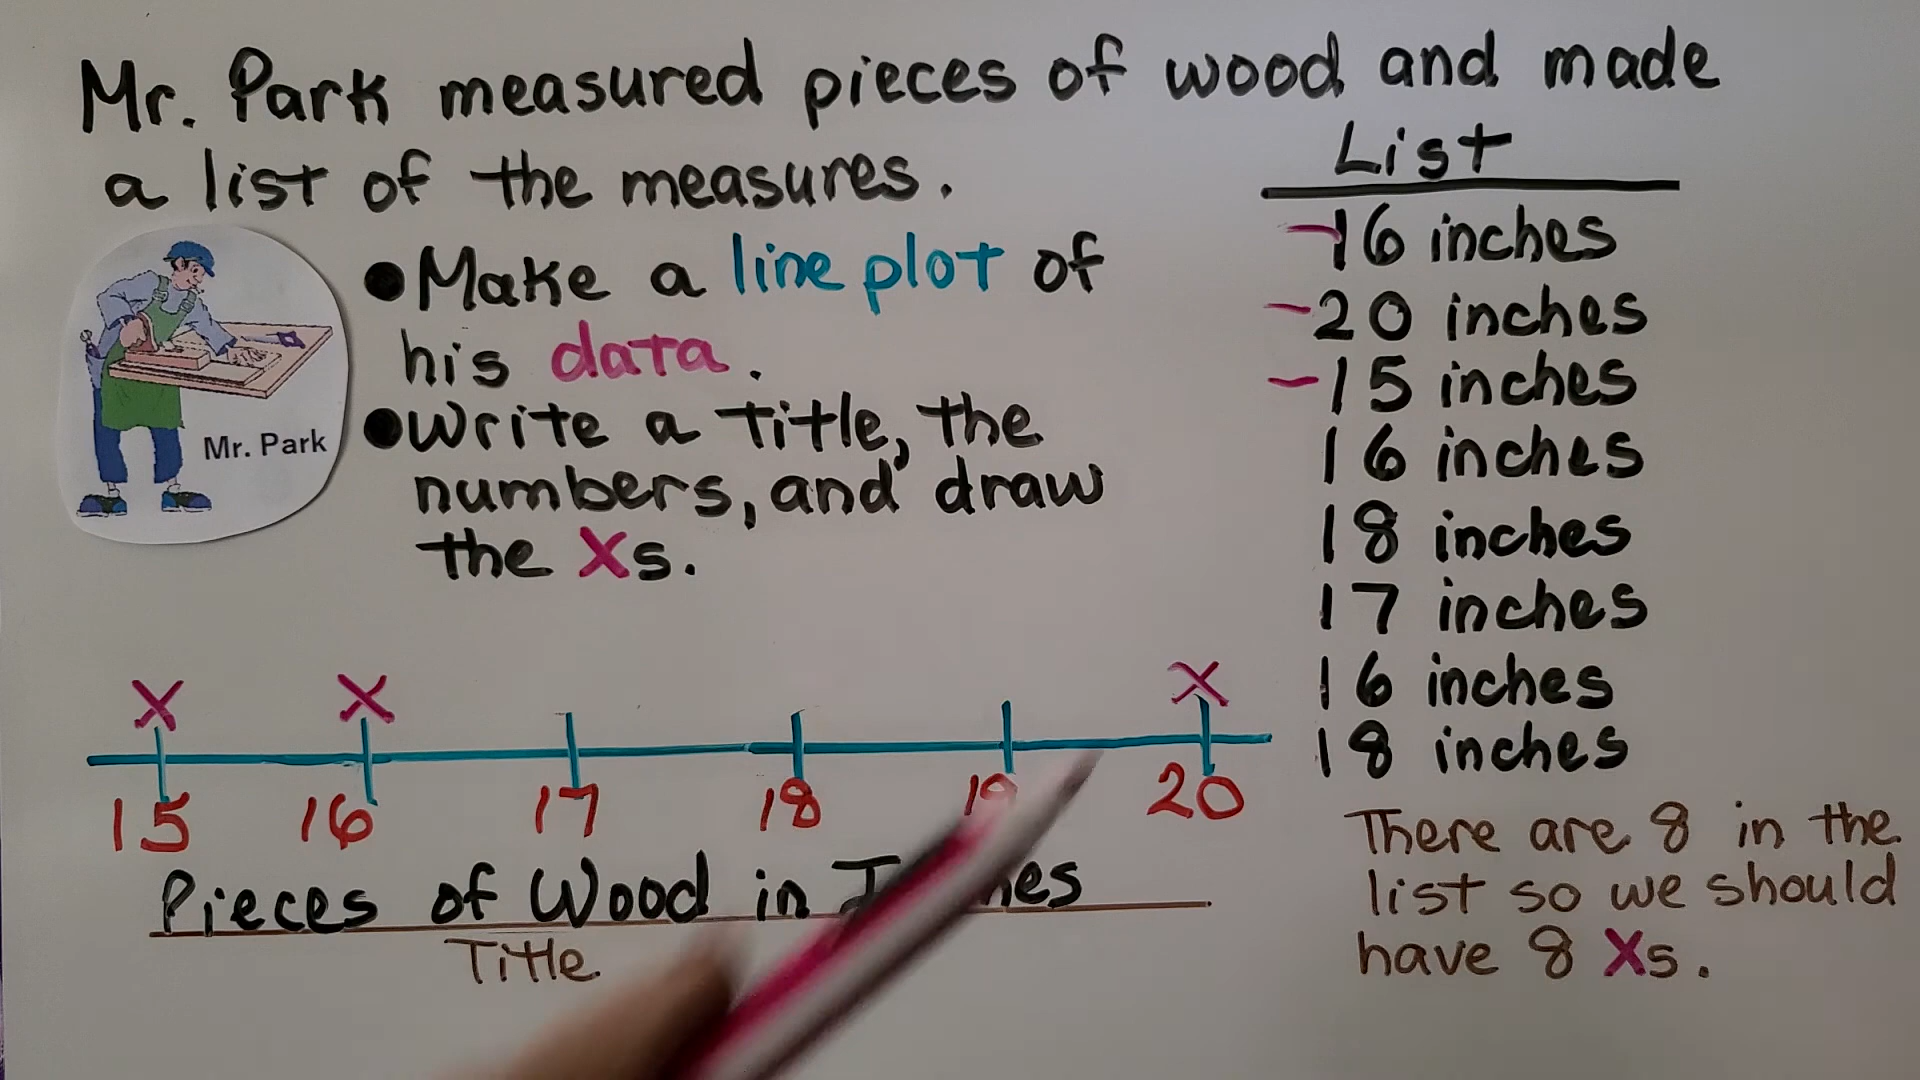 Mr. Park measured pieces of wood and made
a list of the measures.
Mr. Park
•Make a line plot of
his data.
•Write a title, the
numbers, and draw
the Xs.
List
-16 inches
-20 inches
-15 inches
16 inches
18 inches
17 inches
16 inches
18 inches
There are 8 in the
list so we should
have 8 Xs.
X X X
15 16 17 18 19 20
Pieces of Wood in
Title